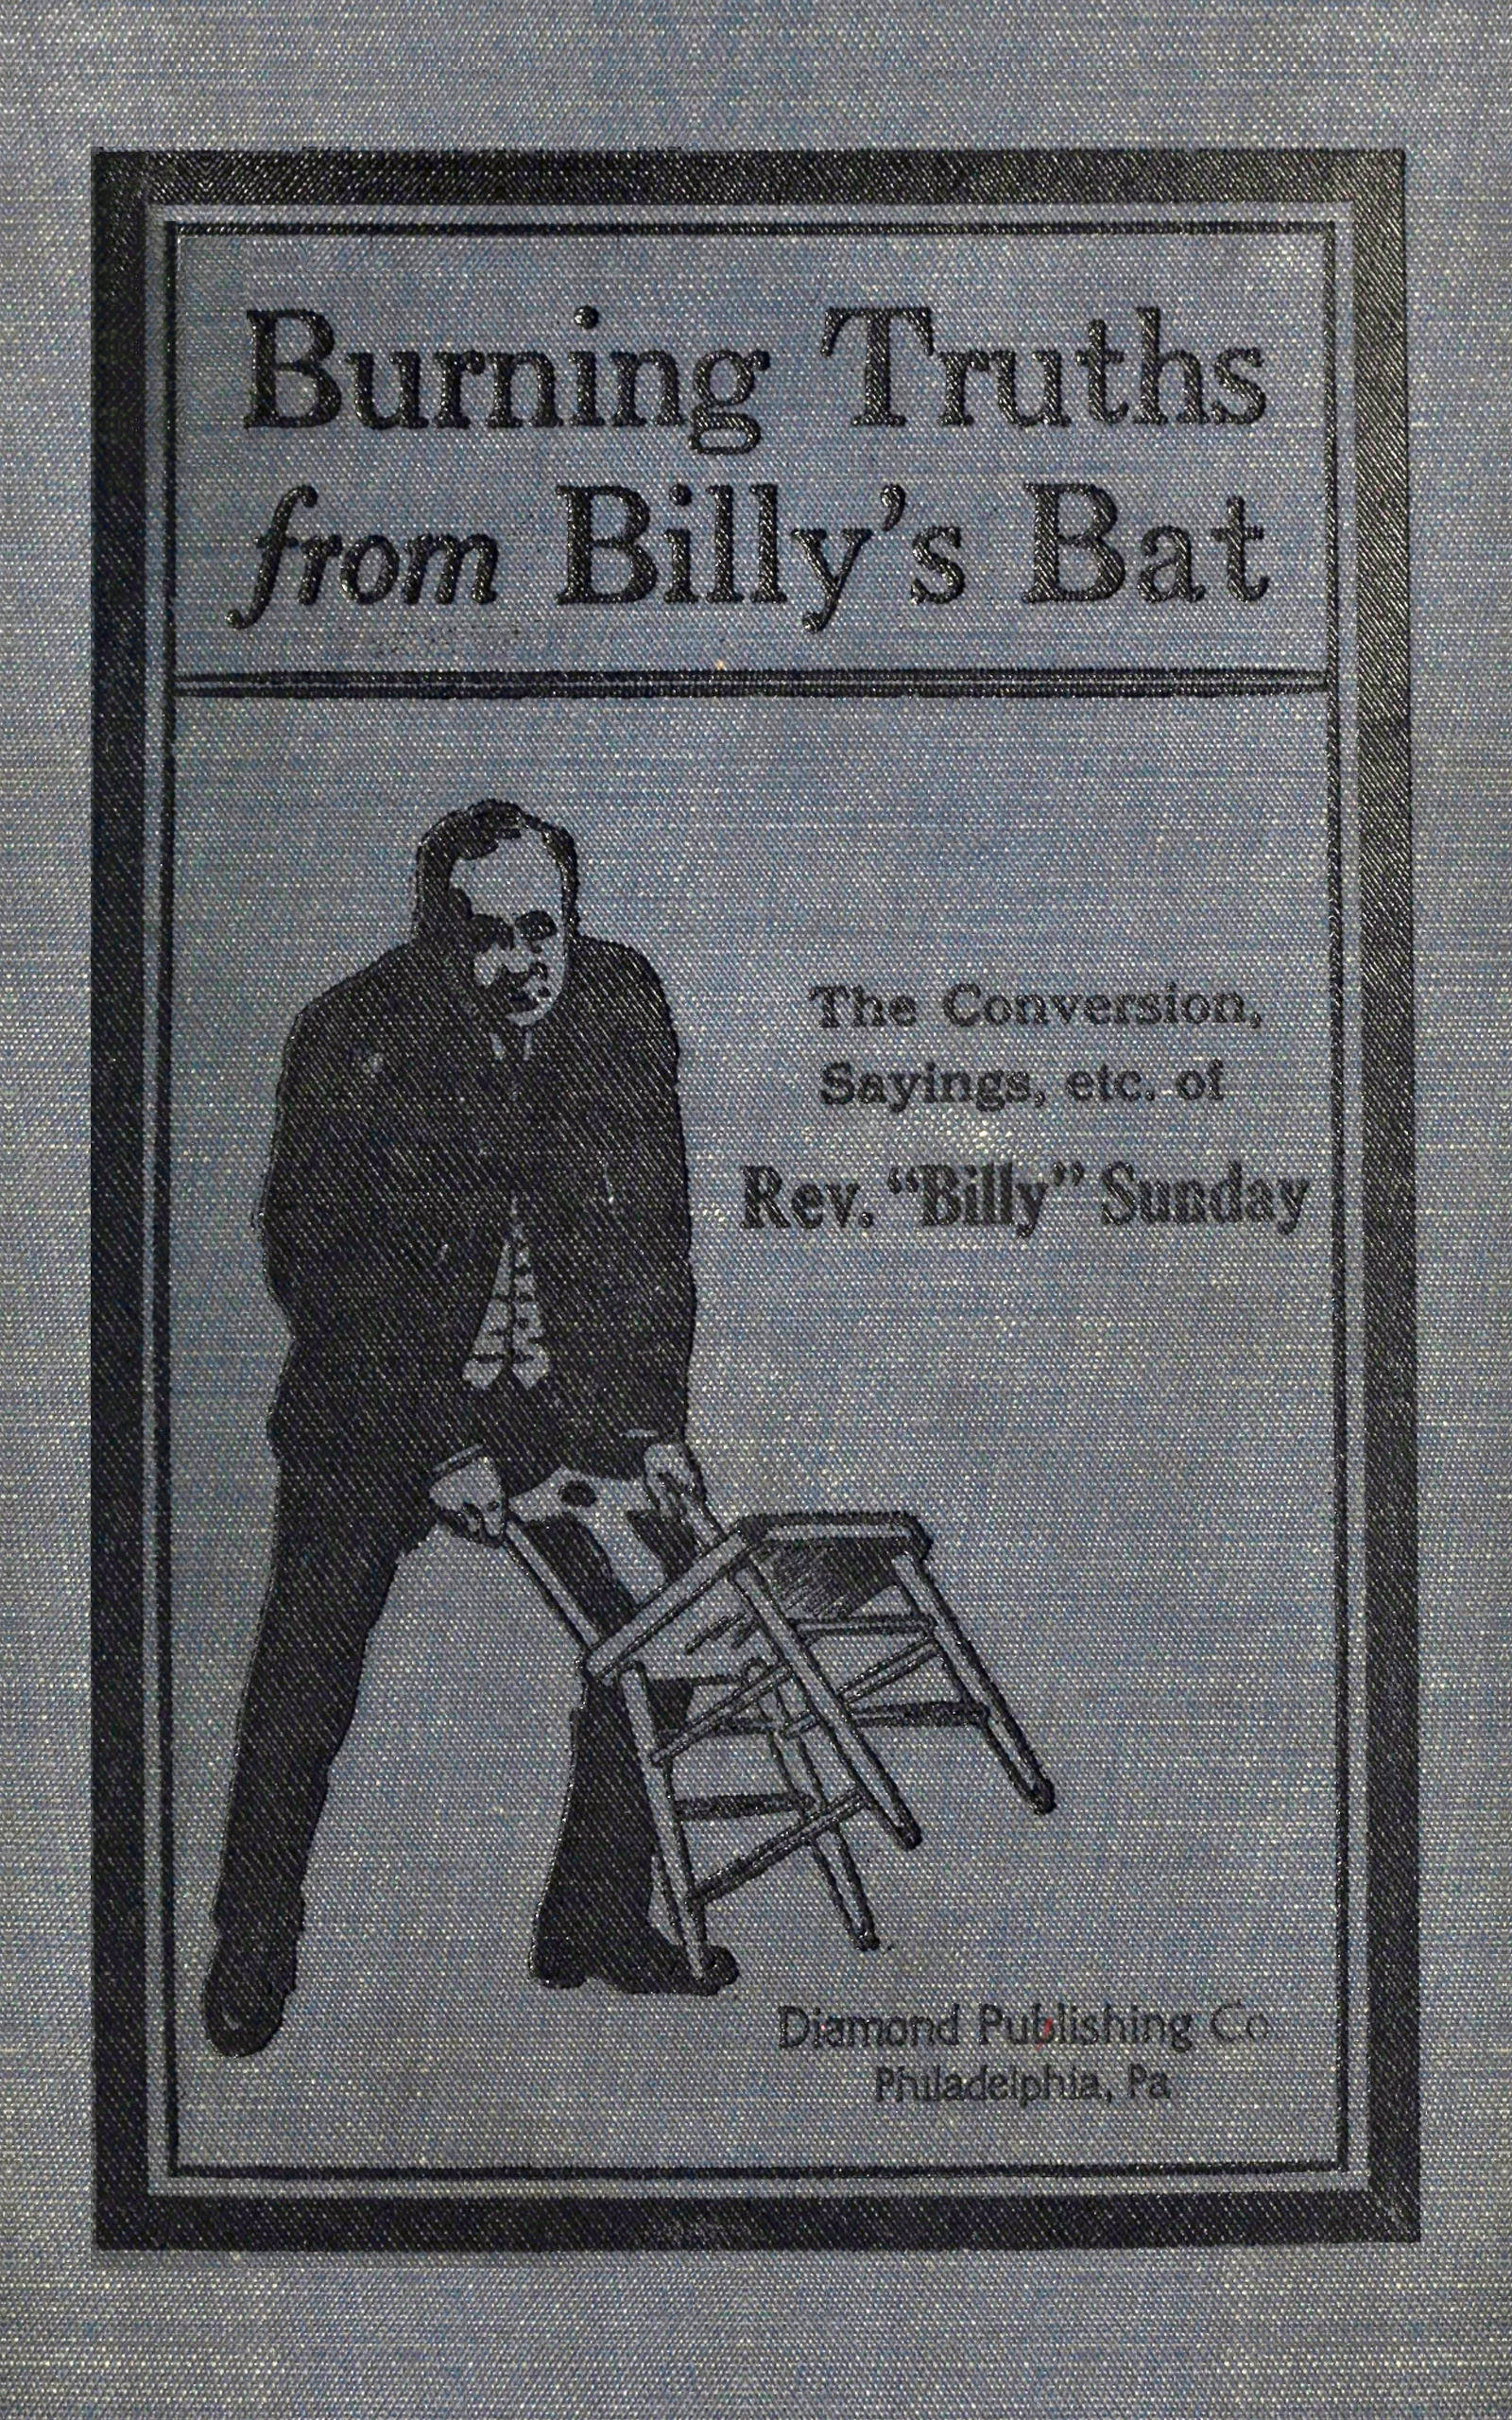 Burning Truths
from Billy's Bat
The Conversion,
Sayings, etc. of
Rev. "Billy" Sunday
Diamond Publishing Co
Philadelphia, Pa